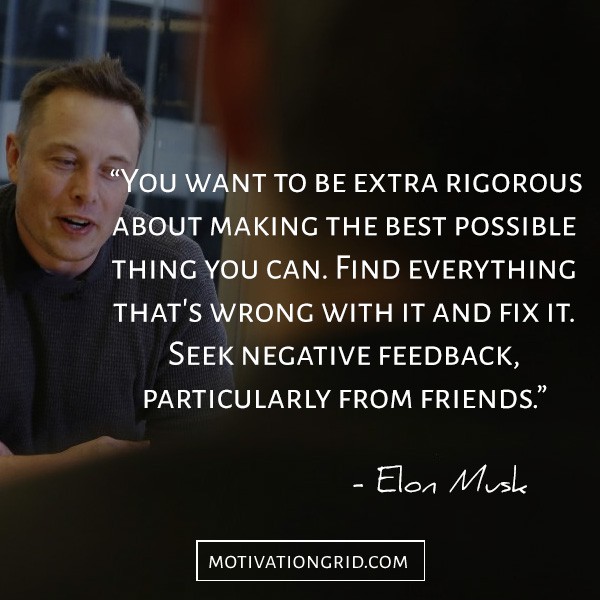 “You want to be extra rigorous
about making the best possible
thing you can. Find everything
that's wrong with it and fix it.
Seek negative feedback,
particularly from friends.”
- Elon Musk
MOTIVATIONGRID.COM